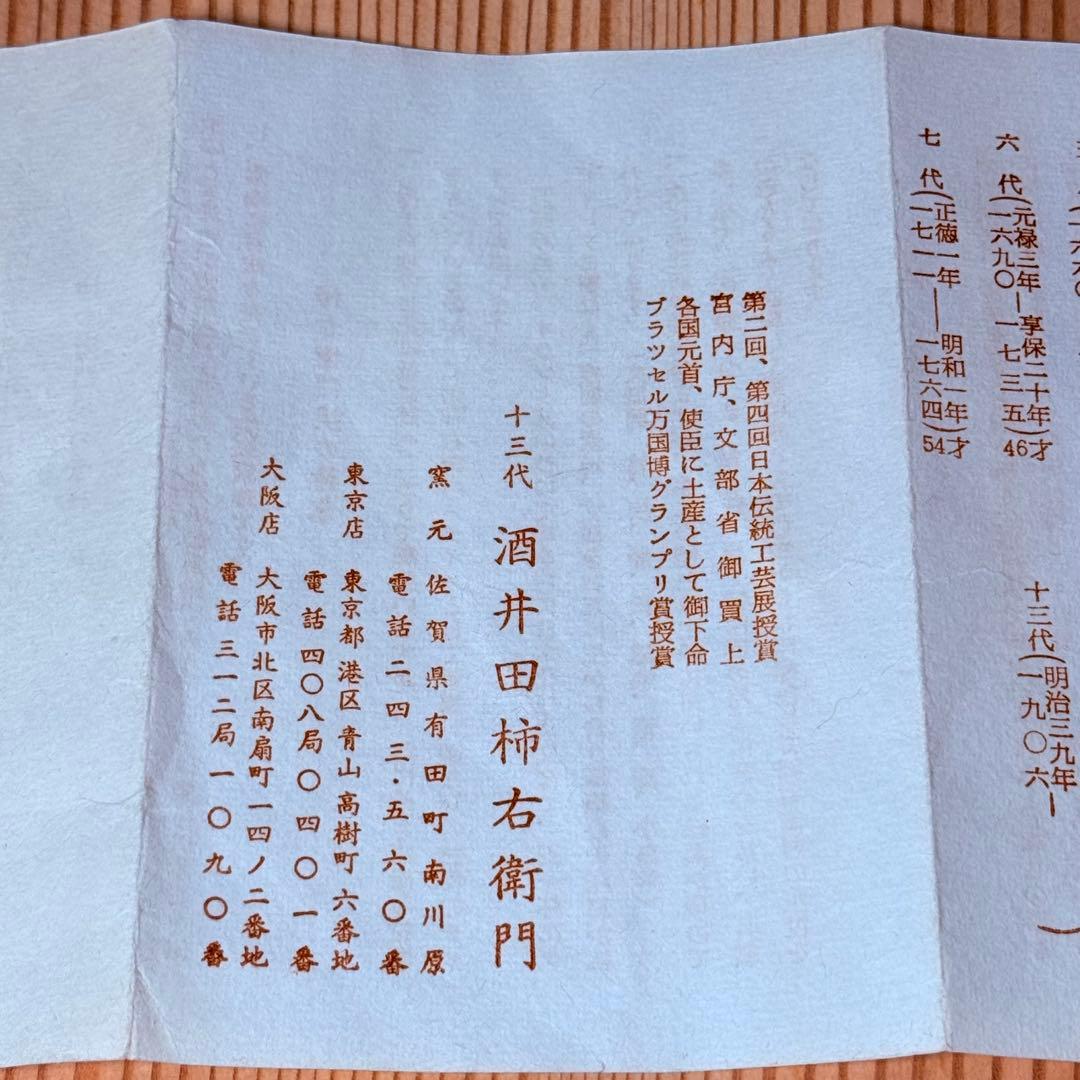 六代(元禄三年―享保二十年)46才
(一六九〇―一七三五)
七代(正徳一年――明和一年)54才
(一七一一――一七六四)
十三代(明治三九年―
(一九〇六― )
第二回、第四回日本伝統工芸展授賞
宮内庁、文部省御買上
各国元首、使臣に土産として御下命
ブラツセル万国博グランプリ賞授賞
十三代 酒井田柿右衛門
窯元 佐賀県有田町南川原
電話二四三・五六〇番
東京店 東京都港区青山高樹町六番地
電話四〇八局〇四〇一番
大阪店 大阪市北区南扇町一四ノ二番地
電話三一二局一〇九〇番